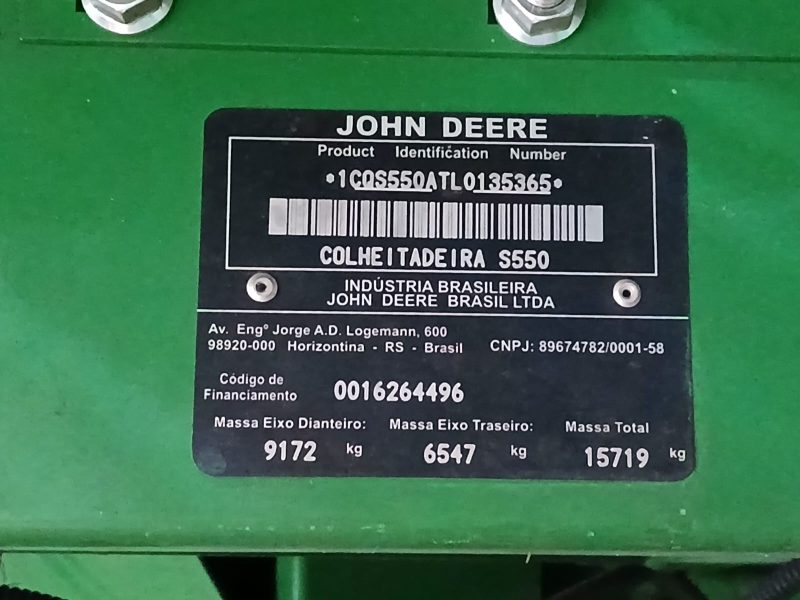 JOHN DEERE
Product Identification Number
*1CQS550ATL0135365*
COLHEITADEIRA S550
INDÚSTRIA BRASILEIRA
JOHN DEERE BRASIL LTDA
Av. Engº Jorge A.D. Logemann, 600
98920-000 Horizontina - RS - Brasil CNPJ: 89674782/0001-58
Código de
Financiamento 0016264496
Massa Eixo Dianteiro: Massa Eixo Traseiro: Massa Total
9172 kg 6547 kg 15719 kg